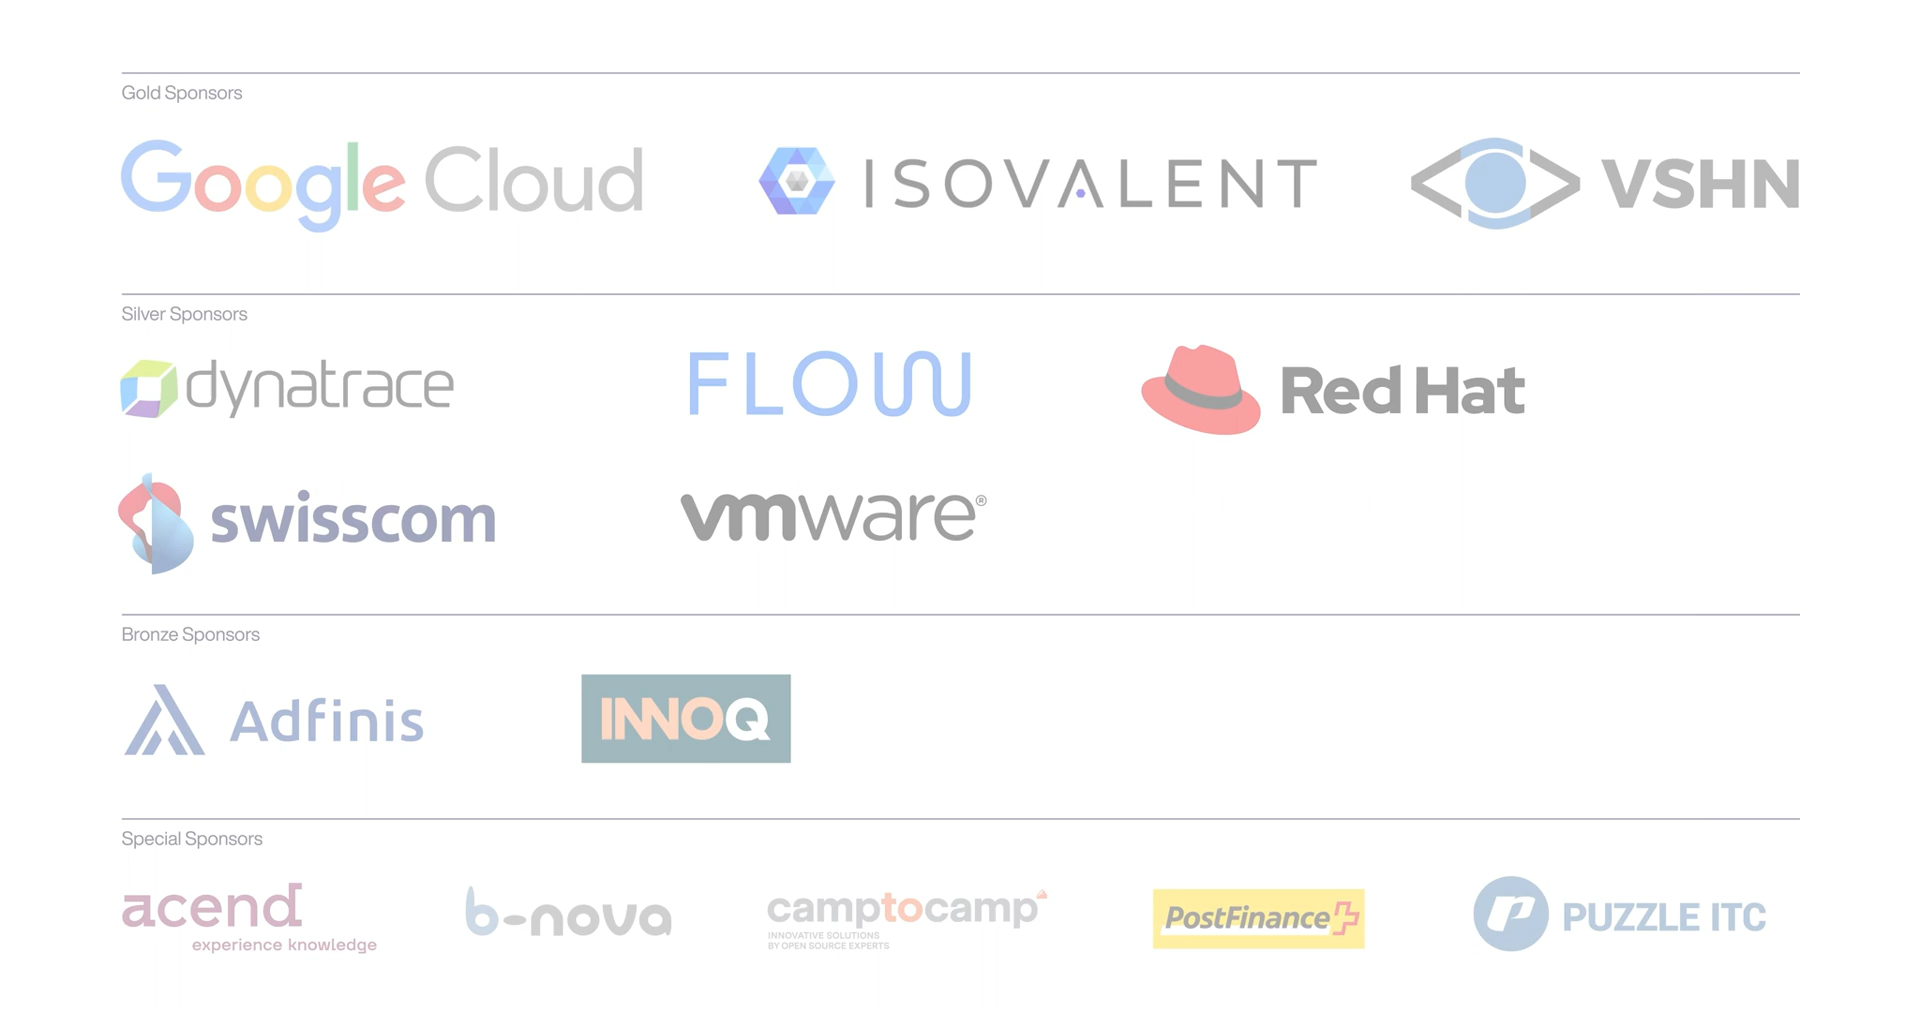 Gold Sponsors
Google Cloud
ISOVALENT
VSHN
Silver Sponsors
dynatrace
FLOW
Red Hat
swisscom
vmware®
Bronze Sponsors
Adfinis
INNOQ
Special Sponsors
acend
experience knowledge
b-nova
camptocamp
INNOVATIVE SOLUTIONS
BY OPEN SOURCE EXPERTS
PostFinance
PUZZLE ITC